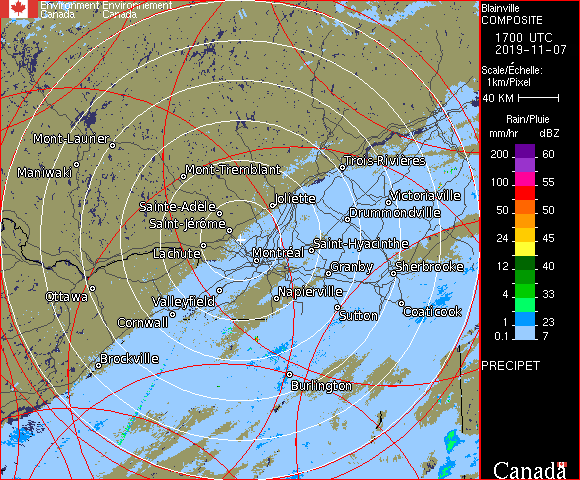 Environment Environnement
Canada Canada
Mont-Laurier
Maniwaki
Mont-Tremblant
Trois-Rivières
Sainte-Adèle
Joliette
Victoriaville
Saint-Jérôme
Drummondville
Lachute
Montréal
Saint-Hyacinthe
Granby
Sherbrooke
Ottawa
Valleyfield
Napierville
Cornwall
Sutton
Coaticook
Brockville
Burlington
Blainville
COMPOSITE
1700 UTC
2019-11-07
Scale/Échelle:
1km/Pixel
40 KM
Rain/Pluie
mm/hr dBZ
200 60
100 55
50 50
24 45
12 40
4 33
1 23
0.1 7
PRECIPET
Canada